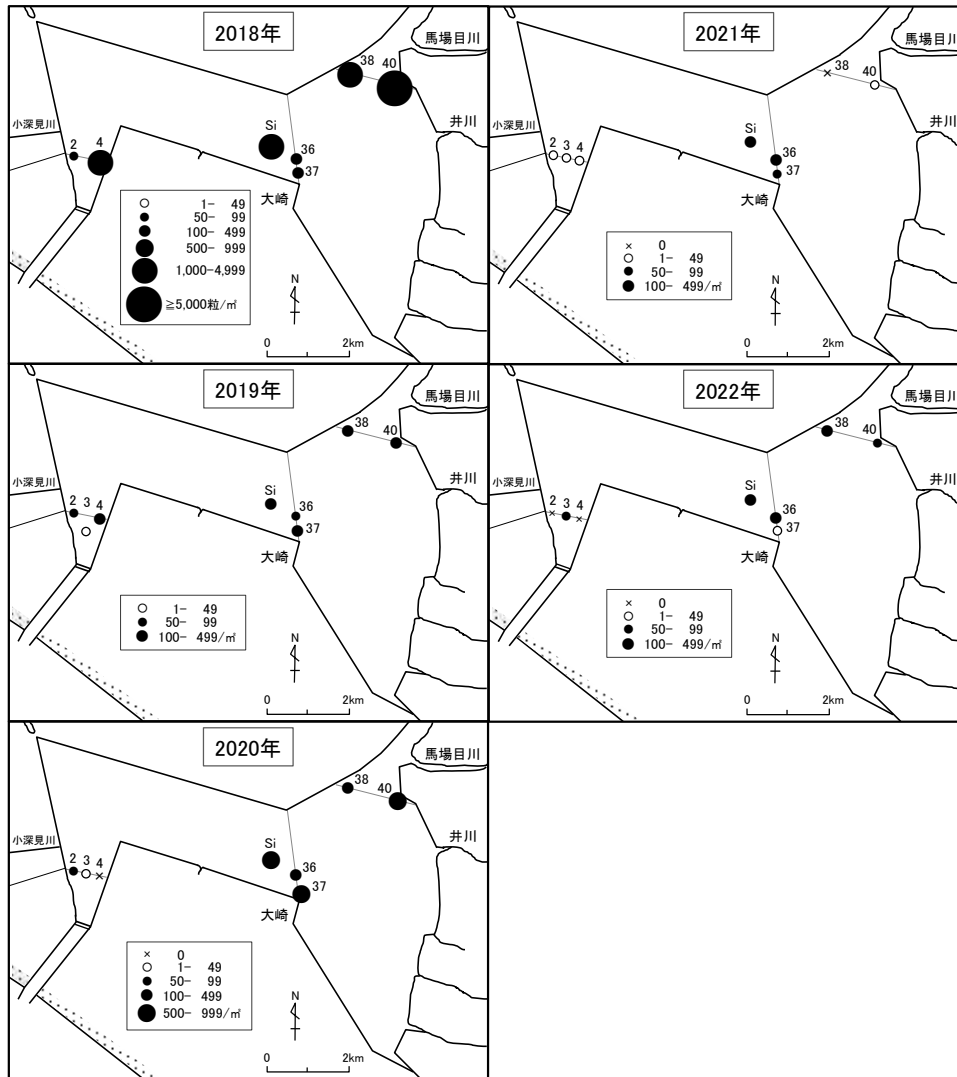 2018年
馬場目川
38
40
井川
小深見川
Si
2
4
36
37
大崎
1- 49
50- 99
100- 499
500- 999
1,000-4,999
≧5,000粒/㎡
N
0 2km
2021年
馬場目川
38
40
井川
小深見川
Si
2 3 4
36
37
大崎
× 0
1- 49
50- 99
100- 499/㎡
N
0 2km
2019年
馬場目川
38
40
井川
小深見川
Si
2 3 4
36
37
大崎
1- 49
50- 99
100- 499/㎡
N
0 2km
2022年
馬場目川
38
40
井川
小深見川
Si
2 3 4
36
37
大崎
× 0
1- 49
50- 99
100- 499/㎡
N
0 2km
2020年
馬場目川
38
40
井川
小深見川
Si
2 3 4
36
37
大崎
× 0
1- 49
50- 99
100- 499
500- 999/㎡
N
0 2km